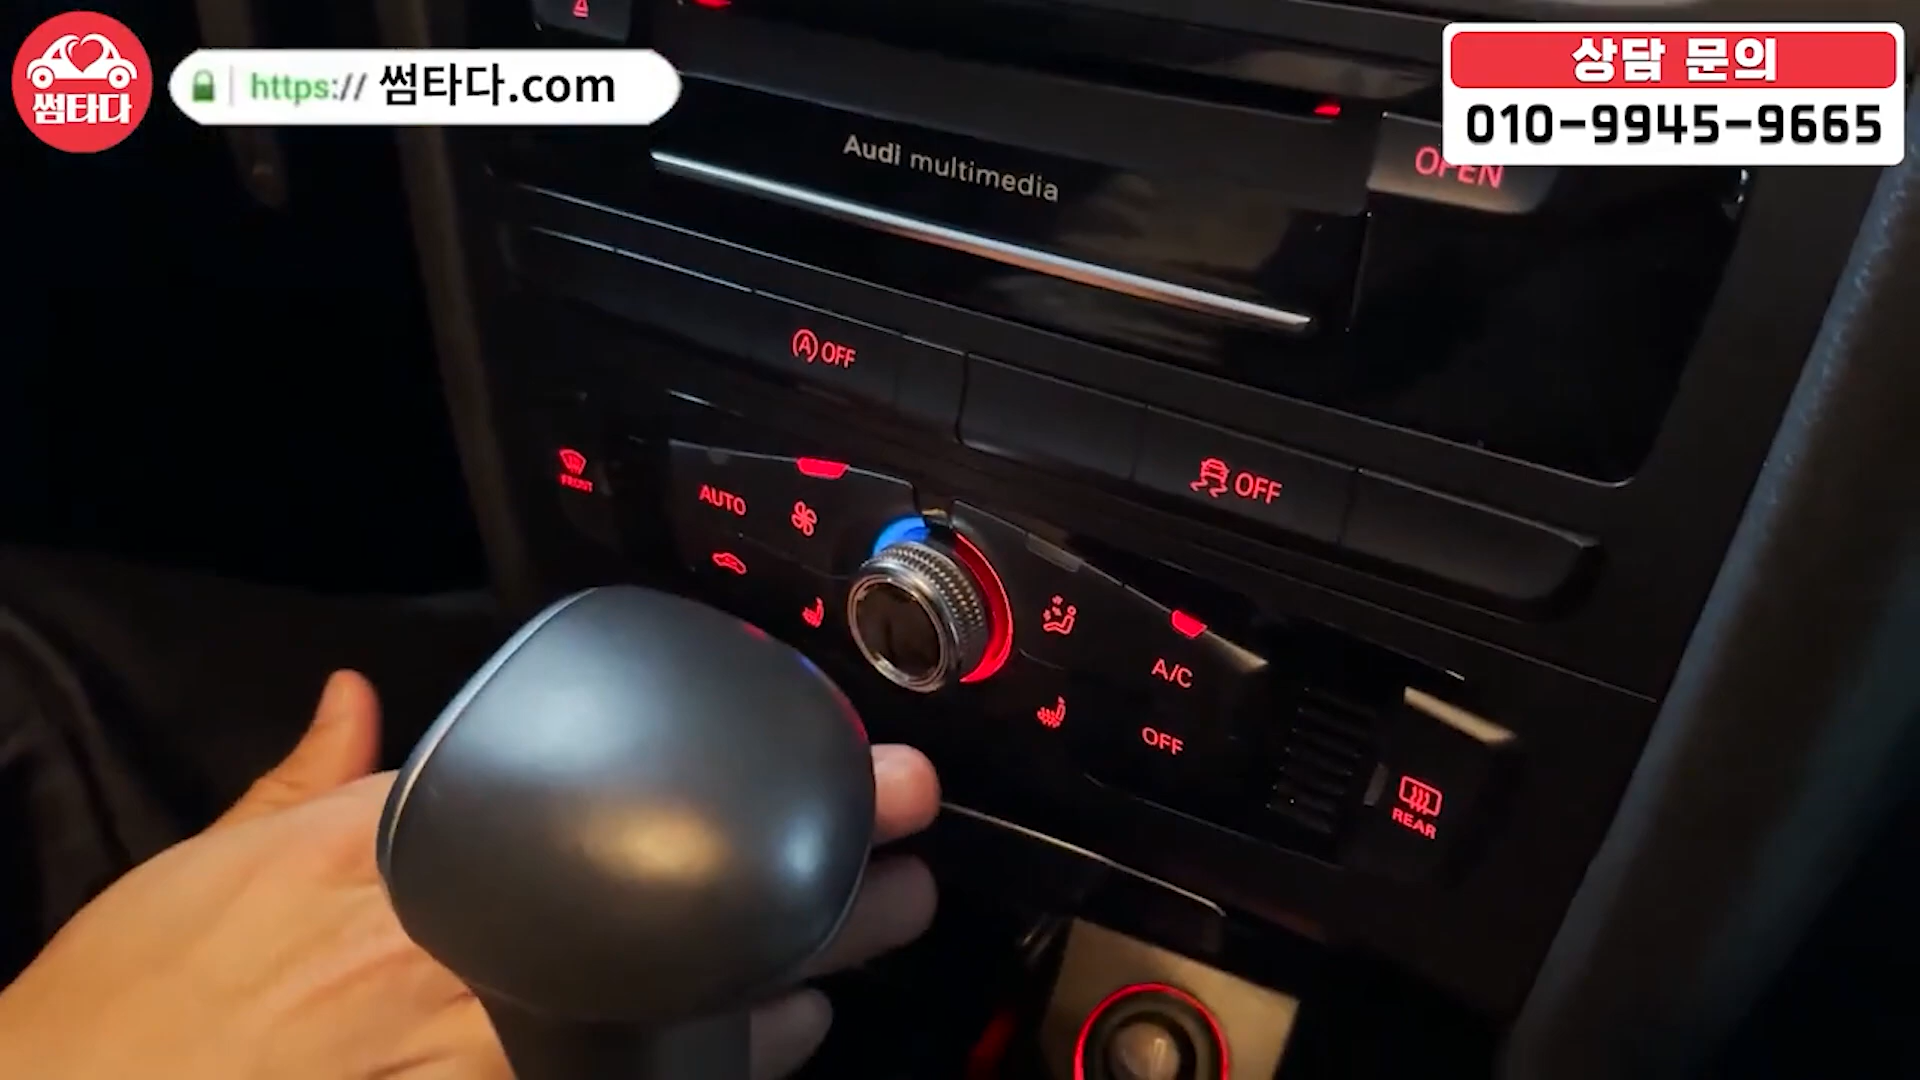 썸타다
https:// 썸타다.com
상담 문의
010-9945-9665
OPEN
Audi multimedia
A OFF
OFF
FRONT
AUTO
A/C
OFF
REAR